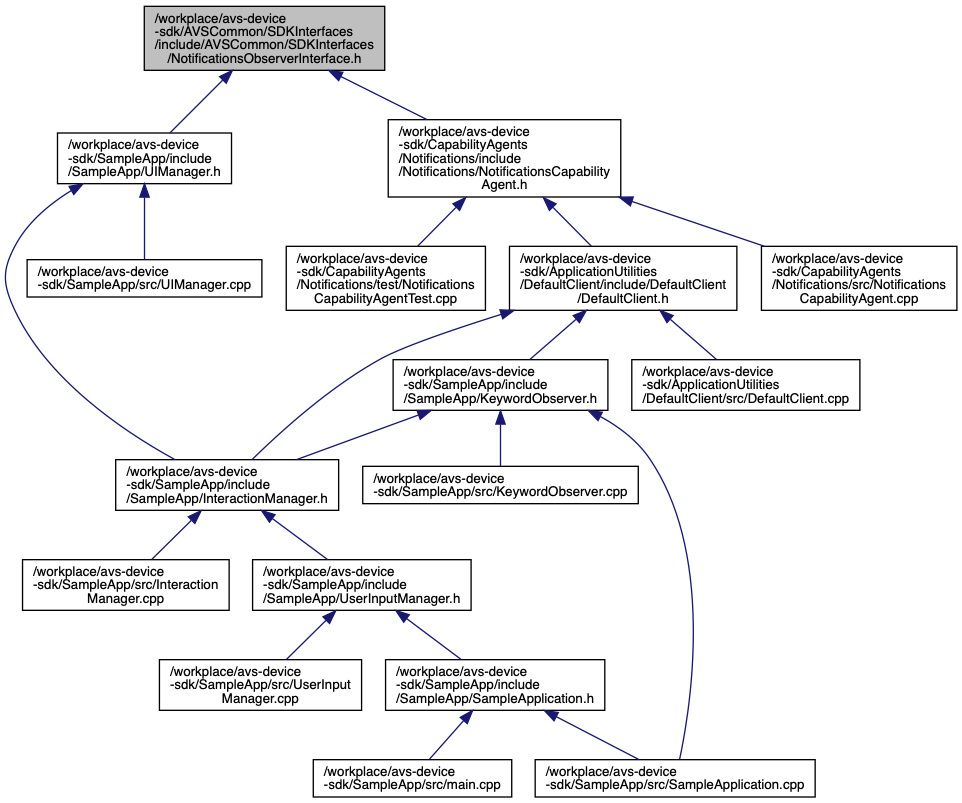 /workplace/avs-device
-sdk/AVSCommon/SDKInterfaces
/include/AVSCommon/SDKInterfaces
/NotificationsObserverInterface.h
/workplace/avs-device
-sdk/SampleApp/include
/SampleApp/UIManager.h
/workplace/avs-device
-sdk/CapabilityAgents
/Notifications/include
/Notifications/NotificationsCapability
Agent.h
/workplace/avs-device
-sdk/SampleApp/src/UIManager.cpp
/workplace/avs-device
-sdk/CapabilityAgents
/Notifications/test/Notifications
CapabilityAgentTest.cpp
/workplace/avs-device
-sdk/ApplicationUtilities
/DefaultClient/include/DefaultClient
/DefaultClient.h
/workplace/avs-device
-sdk/CapabilityAgents
/Notifications/src/Notifications
CapabilityAgent.cpp
/workplace/avs-device
-sdk/SampleApp/include
/SampleApp/KeywordObserver.h
/workplace/avs-device
-sdk/ApplicationUtilities
/DefaultClient/src/DefaultClient.cpp
/workplace/avs-device
-sdk/SampleApp/include
/SampleApp/InteractionManager.h
/workplace/avs-device
-sdk/SampleApp/src/KeywordObserver.cpp
/workplace/avs-device
-sdk/SampleApp/src/Interaction
Manager.cpp
/workplace/avs-device
-sdk/SampleApp/include
/SampleApp/UserInputManager.h
/workplace/avs-device
-sdk/SampleApp/src/UserInput
Manager.cpp
/workplace/avs-device
-sdk/SampleApp/include
/SampleApp/SampleApplication.h
/workplace/avs-device
-sdk/SampleApp/src/main.cpp
/workplace/avs-device
-sdk/SampleApp/src/SampleApplication.cpp